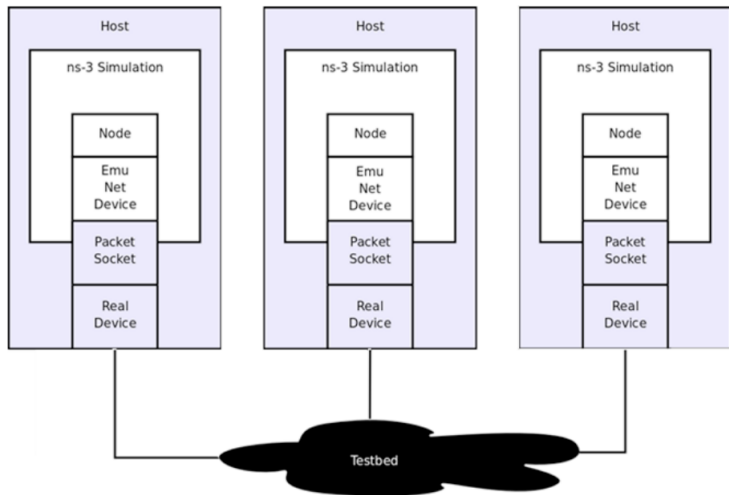 Host
ns-3 Simulation
Node
Emu
Net
Device
Packet
Socket
Real
Device
Host
ns-3 Simulation
Node
Emu
Net
Device
Packet
Socket
Real
Device
Host
ns-3 Simulation
Node
Emu
Net
Device
Packet
Socket
Real
Device
Testbed